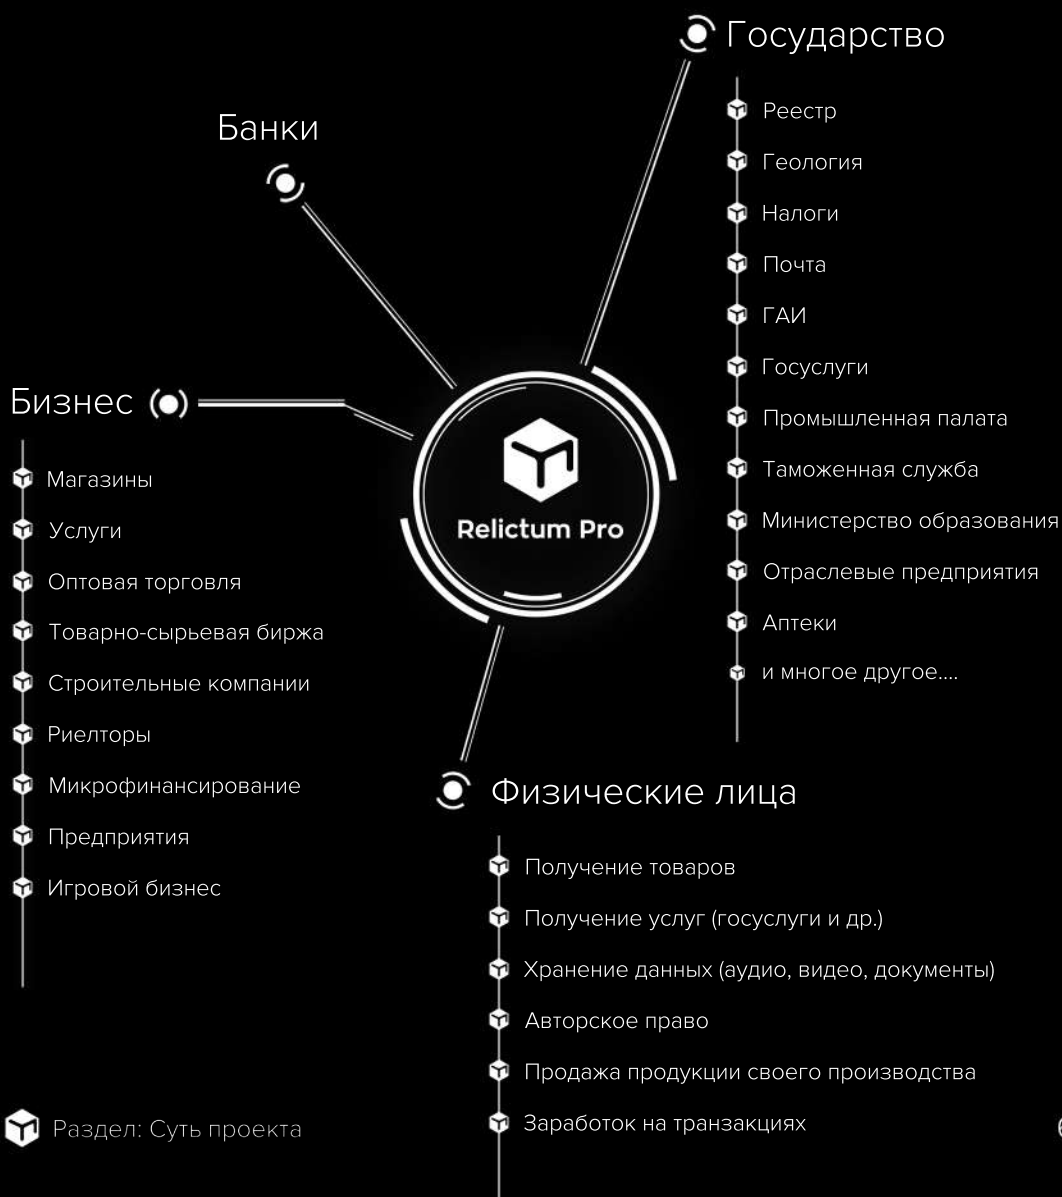 Государство
Реестр
Геология
Налоги
Почта
ГАИ
Госуслуги
Промышленная палата
Таможенная служба
Министерство образования
Отраслевые предприятия
Аптеки
и многое другое....
Банки
Бизнес
Магазины
Услуги
Оптовая торговля
Товарно-сырьевая биржа
Строительные компании
Риелторы
Микрофинансирование
Предприятия
Игровой бизнес
Relictum Pro
Физические лица
Получение товаров
Получение услуг (госуслуги и др.)
Хранение данных (аудио, видео, документы)
Авторское право
Продажа продукции своего производства
Заработок на транзакциях
Раздел: Суть проекта